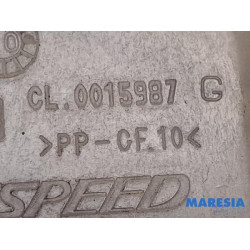 CL.0015987 G
>PP-CF.10<
SPEED
MARESIA